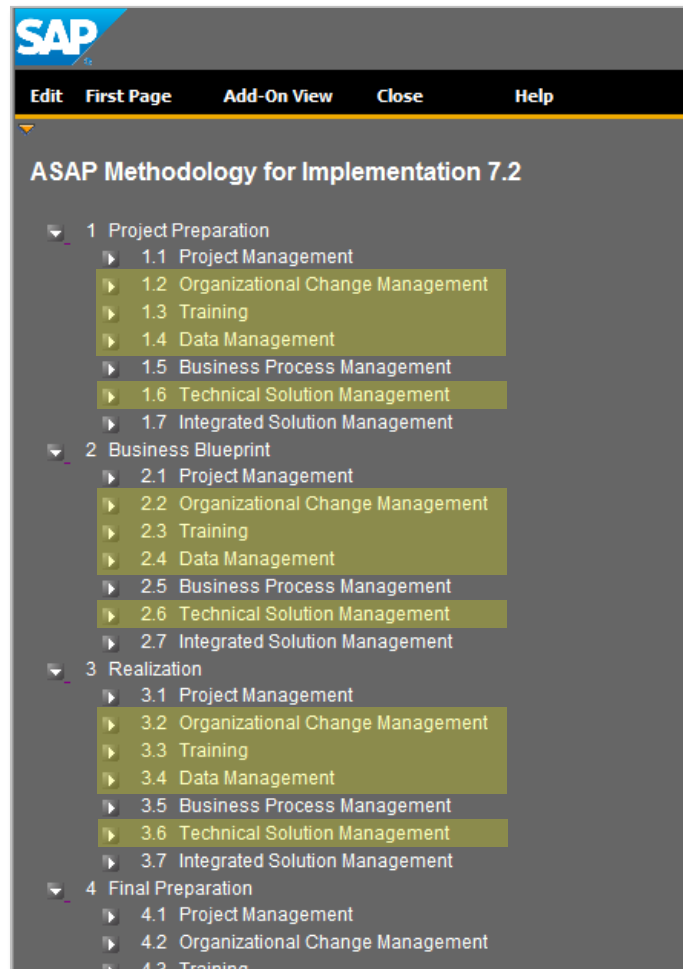 SAP
Edit First Page Add-On View Close Help
ASAP Methodology for Implementation 7.2
1 Project Preparation
1.1 Project Management
1.2 Organizational Change Management
1.3 Training
1.4 Data Management
1.5 Business Process Management
1.6 Technical Solution Management
1.7 Integrated Solution Management
2 Business Blueprint
2.1 Project Management
2.2 Organizational Change Management
2.3 Training
2.4 Data Management
2.5 Business Process Management
2.6 Technical Solution Management
2.7 Integrated Solution Management
3 Realization
3.1 Project Management
3.2 Organizational Change Management
3.3 Training
3.4 Data Management
3.5 Business Process Management
3.6 Technical Solution Management
3.7 Integrated Solution Management
4 Final Preparation
4.1 Project Management
4.2 Organizational Change Management
4.3 Training